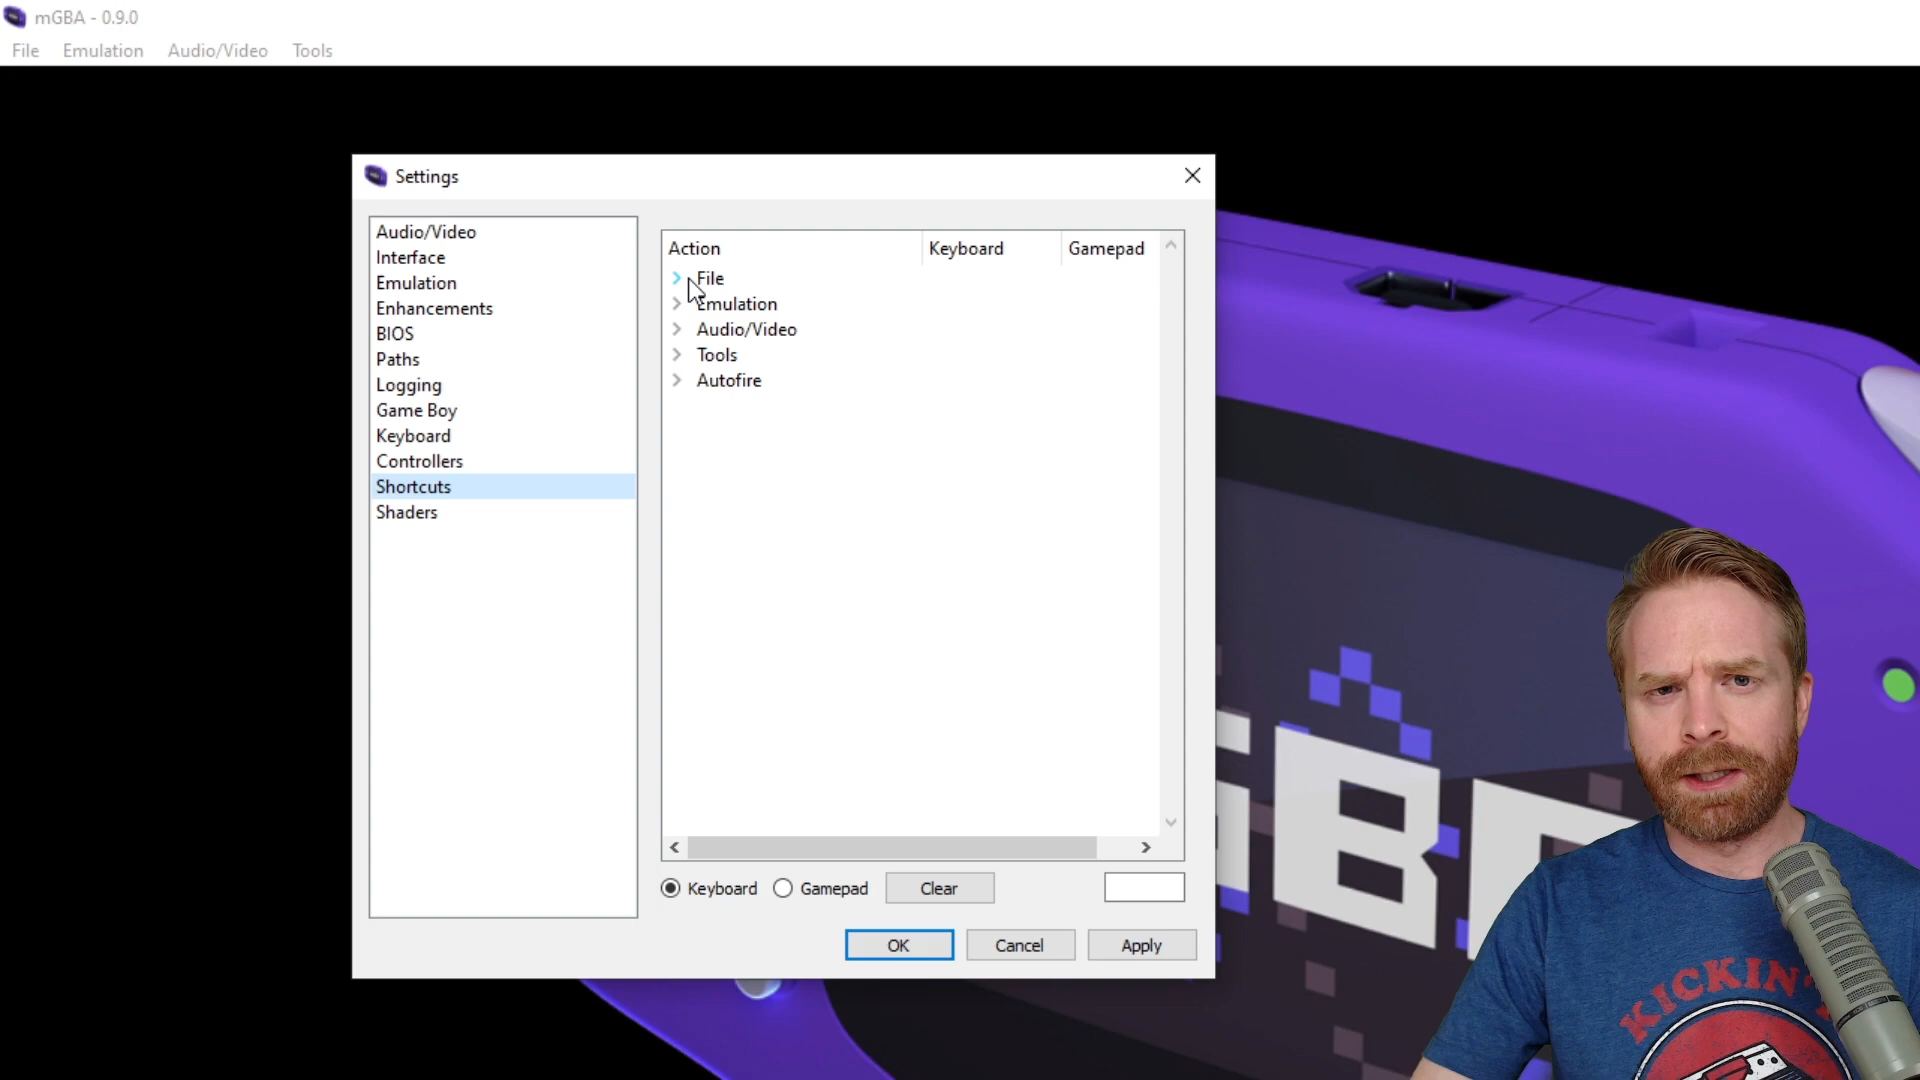 mGBA - 0.9.0
File Emulation Audio/Video Tools
Settings
Audio/Video
Interface
Emulation
Enhancements
BIOS
Paths
Logging
Game Boy
Keyboard
Controllers
Shortcuts
Shaders
Action Keyboard Gamepad
File
Emulation
Audio/Video
Tools
Autofire
Keyboard Gamepad Clear
OK Cancel Apply
KICKIN'